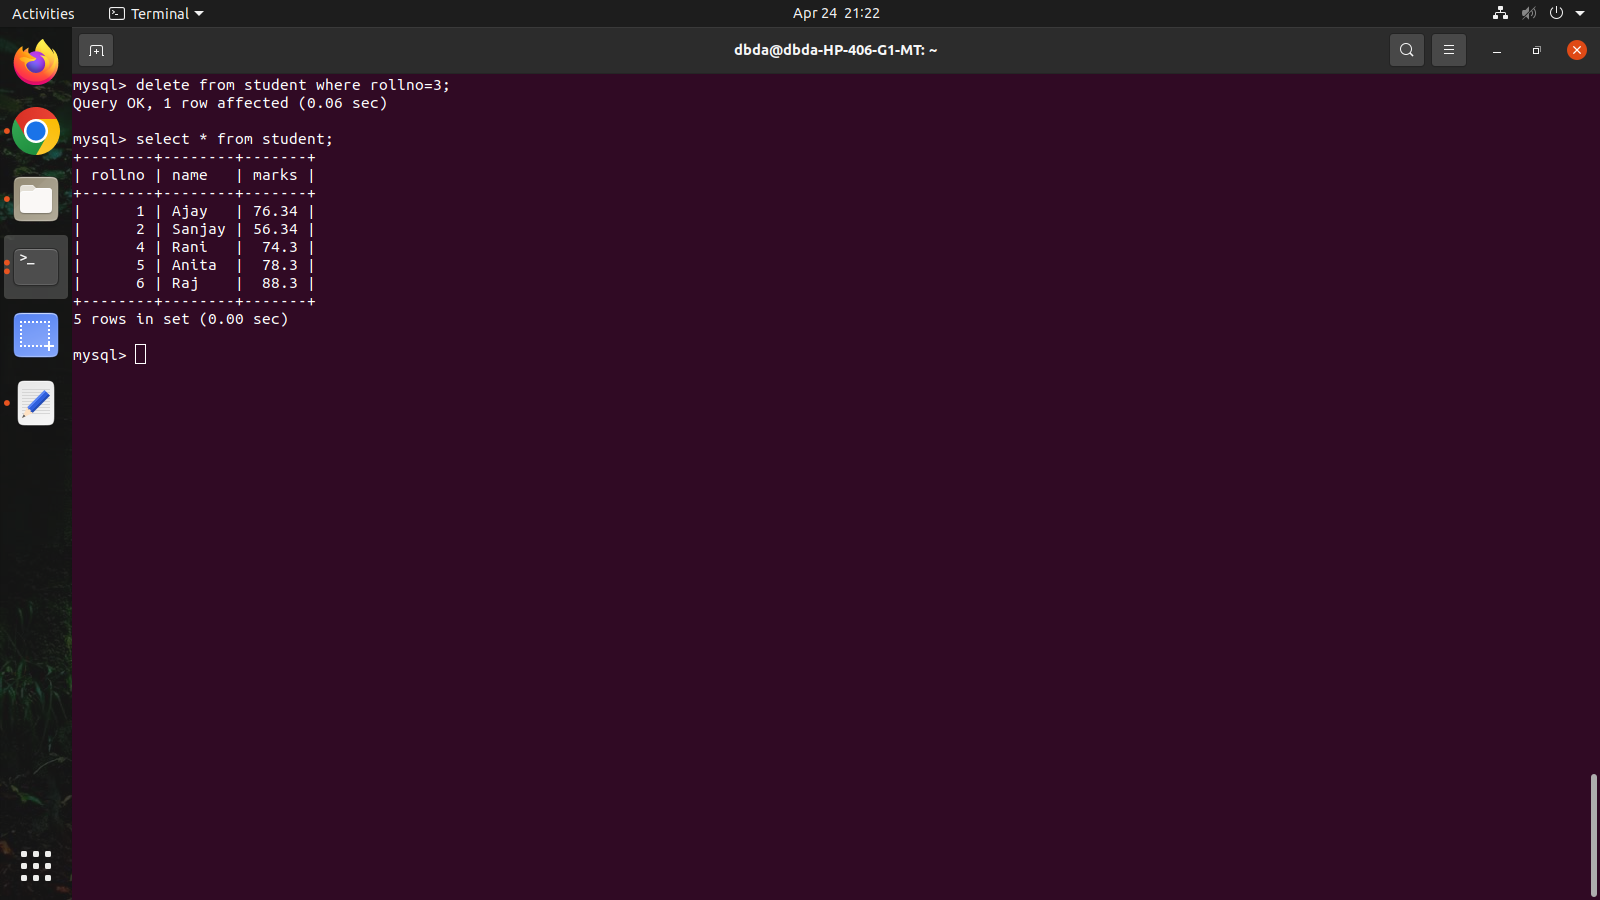 Activities
Terminal
Apr 24 21:22
dbda@dbda-HP-406-G1-MT: ~
mysql> delete from student where rollno=3;
Query OK, 1 row affected (0.06 sec)
mysql> select * from student;
+--------+--------+-------+
| rollno | name   | marks |
+--------+--------+-------+
|      1 | Ajay   | 76.34 |
|      2 | Sanjay | 56.34 |
|      4 | Rani   |  74.3 |
|      5 | Anita  |  78.3 |
|      6 | Raj    |  88.3 |
+--------+--------+-------+
5 rows in set (0.00 sec)
mysql>